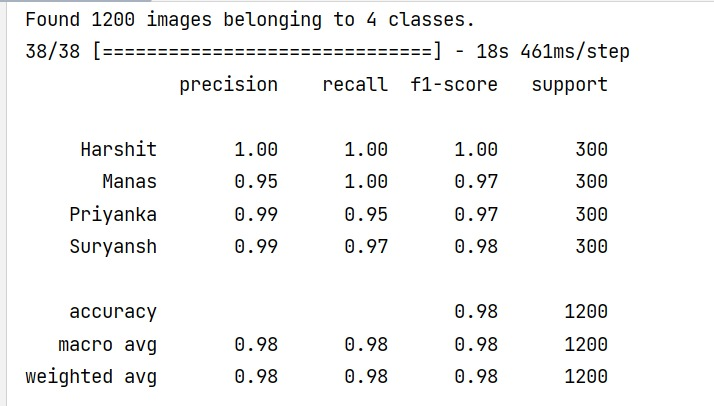 Found 1200 images belonging to 4 classes.
38/38 [==============================] - 18s 461ms/step
precision recall f1-score support
Harshit 1.00 1.00 1.00 300
Manas 0.95 1.00 0.97 300
Priyanka 0.99 0.95 0.97 300
Suryansh 0.99 0.97 0.98 300
accuracy 0.98 1200
macro avg 0.98 0.98 0.98 1200
weighted avg 0.98 0.98 0.98 1200